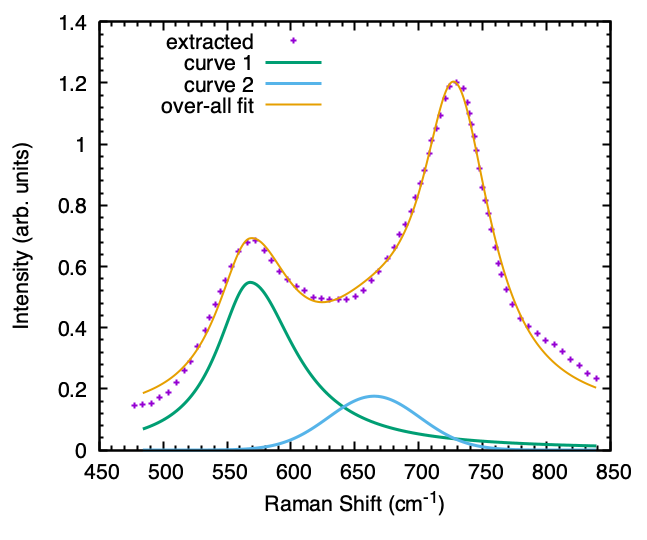 1.4
1.2
1
0.8
0.6
0.4
0.2
0
Intensity (arb. units)
extracted
curve 1
curve 2
over-all fit
450 500 550 600 650 700 750 800 850
Raman Shift (cm⁻¹)